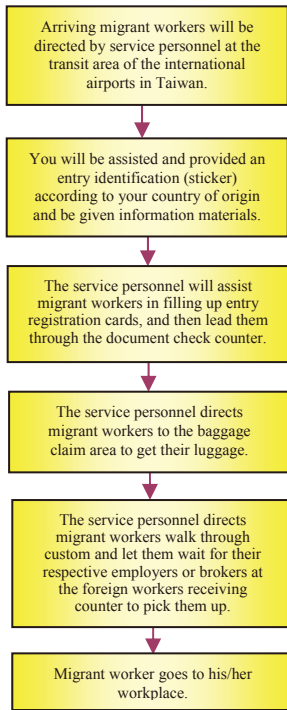 Arriving migrant workers will be
directed by service personnel at the
transit area of the international
airports in Taiwan.
You will be assisted and provided an
entry identification (sticker)
according to your country of origin
and be given information materials.
The service personnel will assist
migrant workers in filling up entry
registration cards, and then lead them
through the document check counter.
The service personnel directs
migrant workers to the baggage
claim area to get their luggage.
The service personnel directs
migrant workers walk through
custom and let them wait for their
respective employers or brokers at
the foreign workers receiving
counter to pick them up.
Migrant worker goes to his/her
workplace.